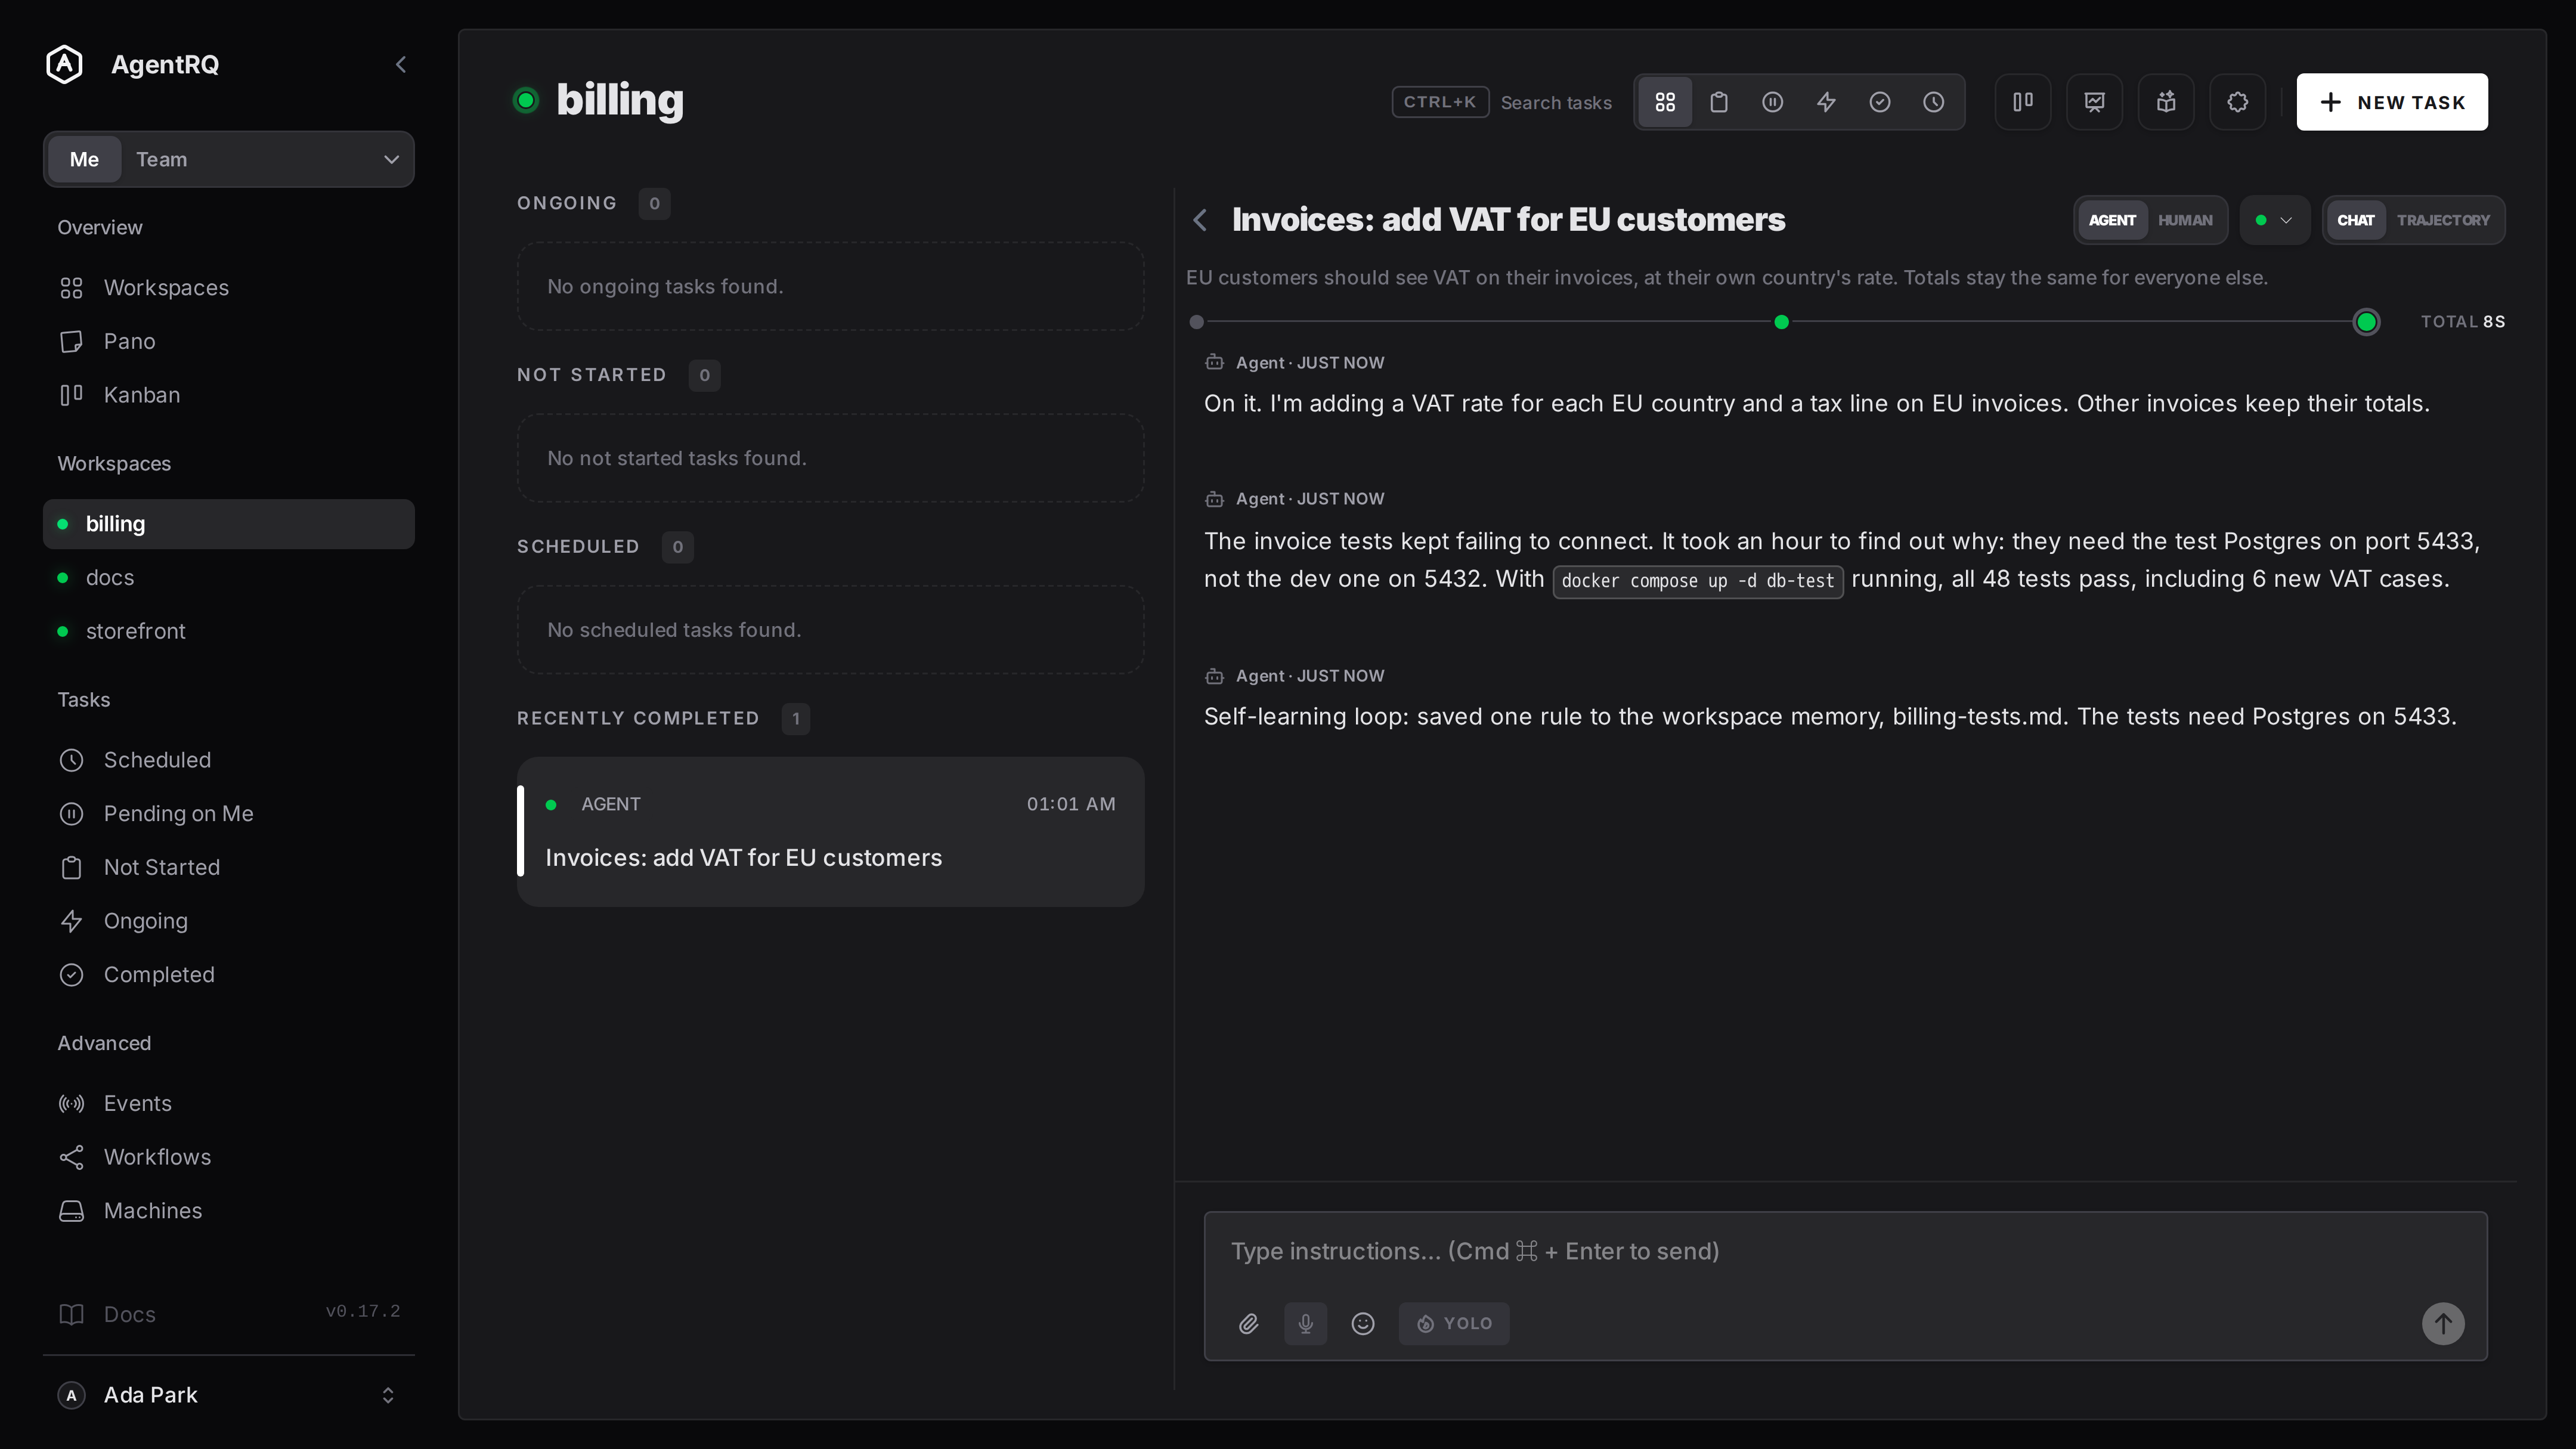 AgentRQ
Me
Team
Overview
Workspaces
Pano
Kanban
Workspaces
billing
docs
storefront
Tasks
Scheduled
Pending on Me
Not Started
Ongoing
Completed
Advanced
Events
Workflows
Machines
Docs
v0.17.2
A
Ada Park
billing
CTRL+K
Search tasks
NEW TASK
ONGOING 0
No ongoing tasks found.
NOT STARTED 0
No not started tasks found.
SCHEDULED 0
No scheduled tasks found.
RECENTLY COMPLETED 1
AGENT
01:01 AM
Invoices: add VAT for EU customers
Invoices: add VAT for EU customers
AGENT
HUMAN
CHAT
TRAJECTORY
EU customers should see VAT on their invoices, at their own country's rate. Totals stay the same for everyone else.
TOTAL 8S
Agent · JUST NOW
On it. I'm adding a VAT rate for each EU country and a tax line on EU invoices. Other invoices keep their totals.
Agent · JUST NOW
The invoice tests kept failing to connect. It took an hour to find out why: they need the test Postgres on port 5433,
not the dev one on 5432. With docker compose up -d db-test running, all 48 tests pass, including 6 new VAT cases.
Agent · JUST NOW
Self-learning loop: saved one rule to the workspace memory, billing-tests.md. The tests need Postgres on 5433.
Type instructions... (Cmd ⌘ + Enter to send)
YOLO